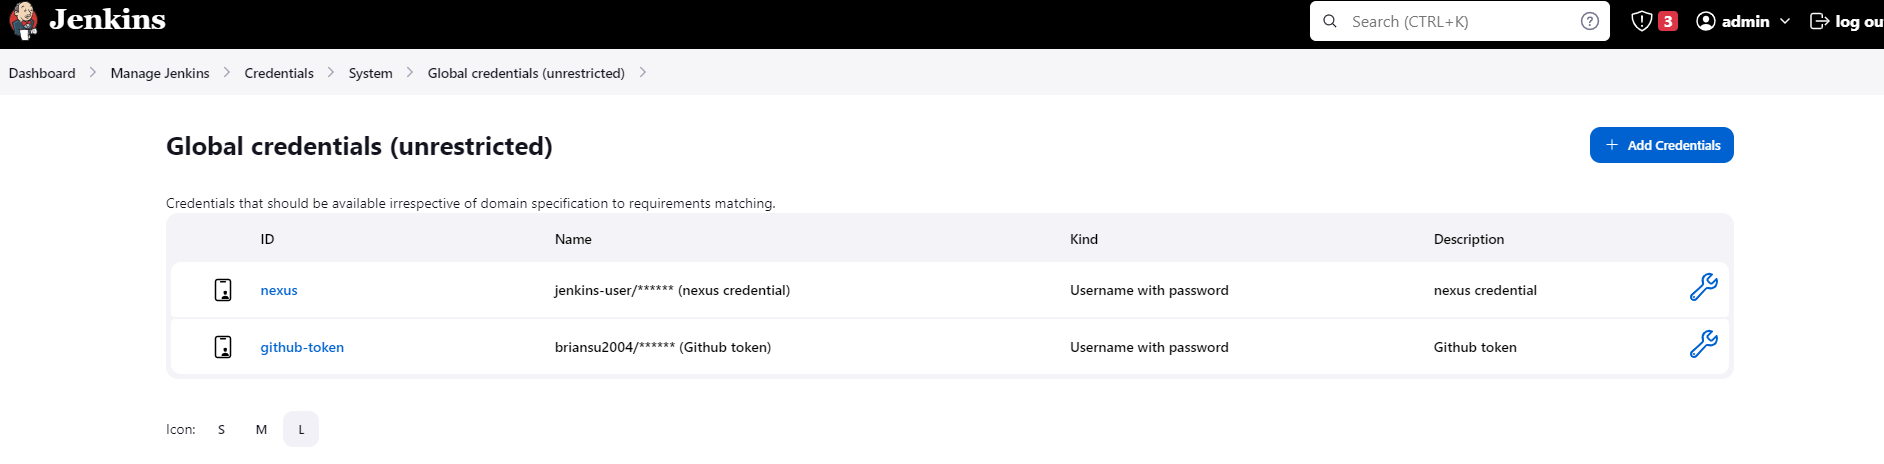 Jenkins
Search (CTRL+K)
3
admin
log ou
Dashboard
Manage Jenkins
Credentials
System
Global credentials (unrestricted)
Global credentials (unrestricted)
+ Add Credentials
Credentials that should be available irrespective of domain specification to requirements matching.
ID Name Kind Description
nexus jenkins-user/****** (nexus credential) Username with password nexus credential
github-token briansu2004/****** (Github token) Username with password Github token
Icon: S M L